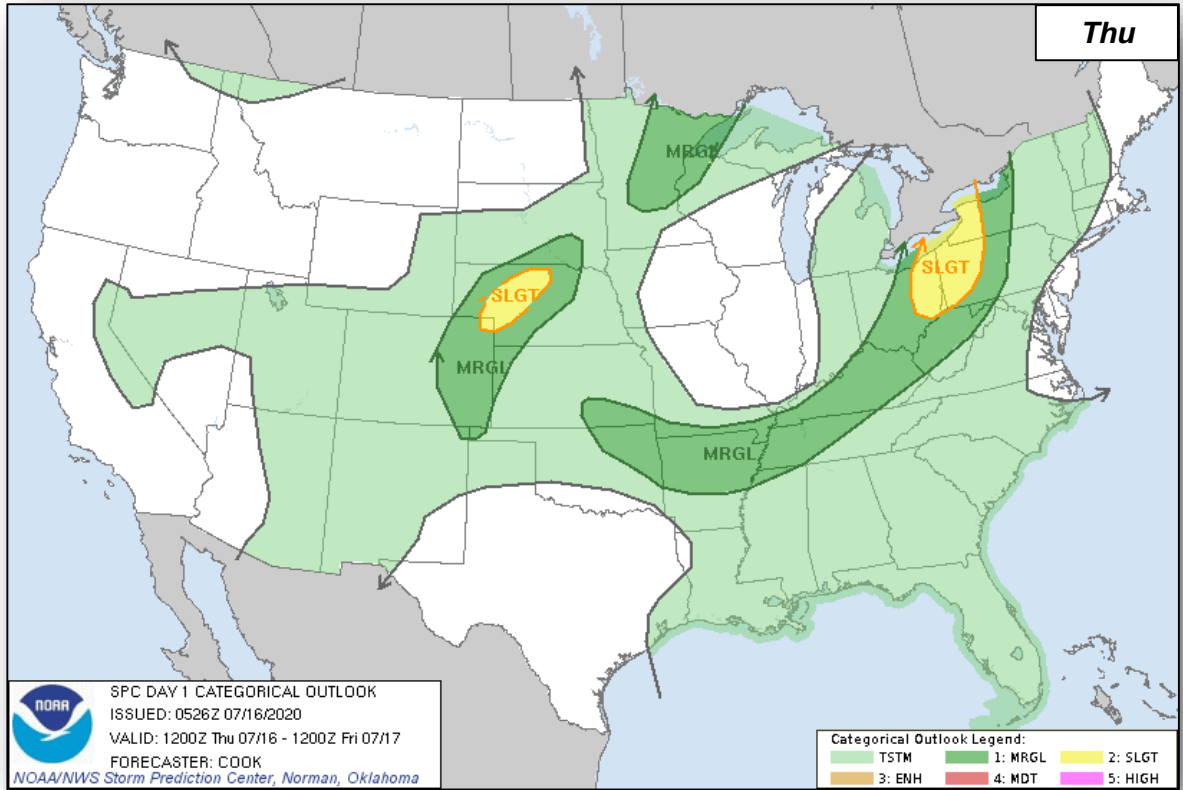 Thu
MRGL
SLGT
SLGT
MRGL
MRGL
NOAA
SPC DAY 1 CATEGORICAL OUTLOOK
ISSUED: 0526Z 07/16/2020
VALID: 1200Z Thu 07/16 - 1200Z Fri 07/17
FORECASTER: COOK
NOAA/NWS Storm Prediction Center, Norman, Oklahoma
Categorical Outlook Legend:
TSTM 1: MRGL 2: SLGT
3: ENH 4: MDT 5: HIGH